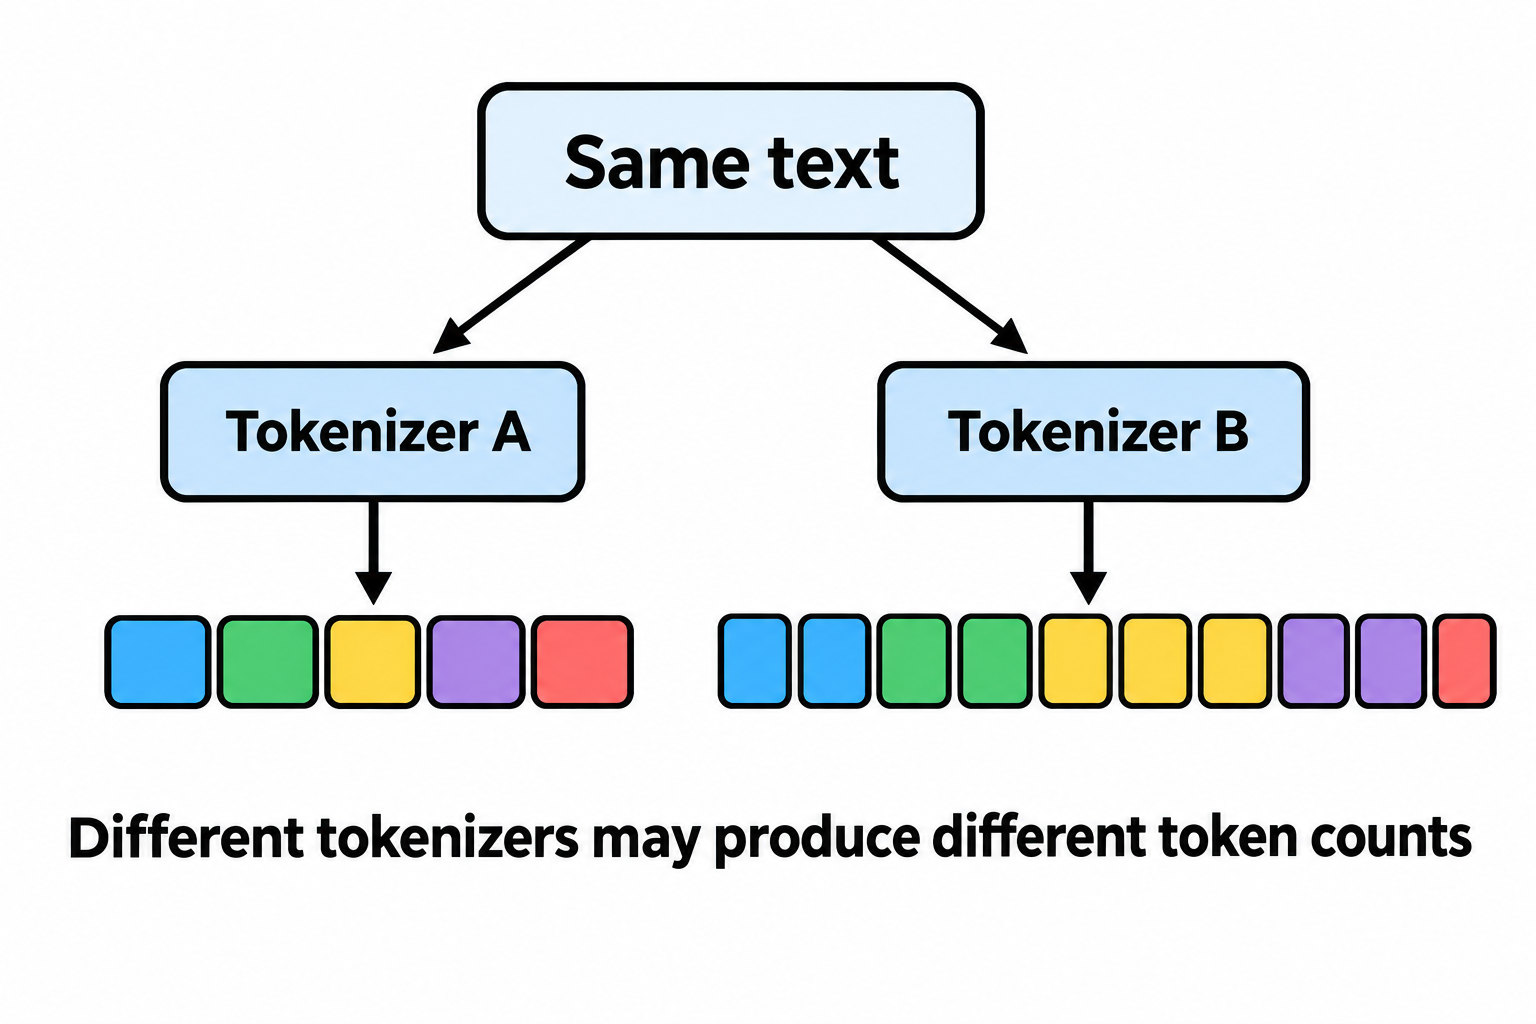 Same text
Tokenizer A
Tokenizer B
Different tokenizers may produce different token counts